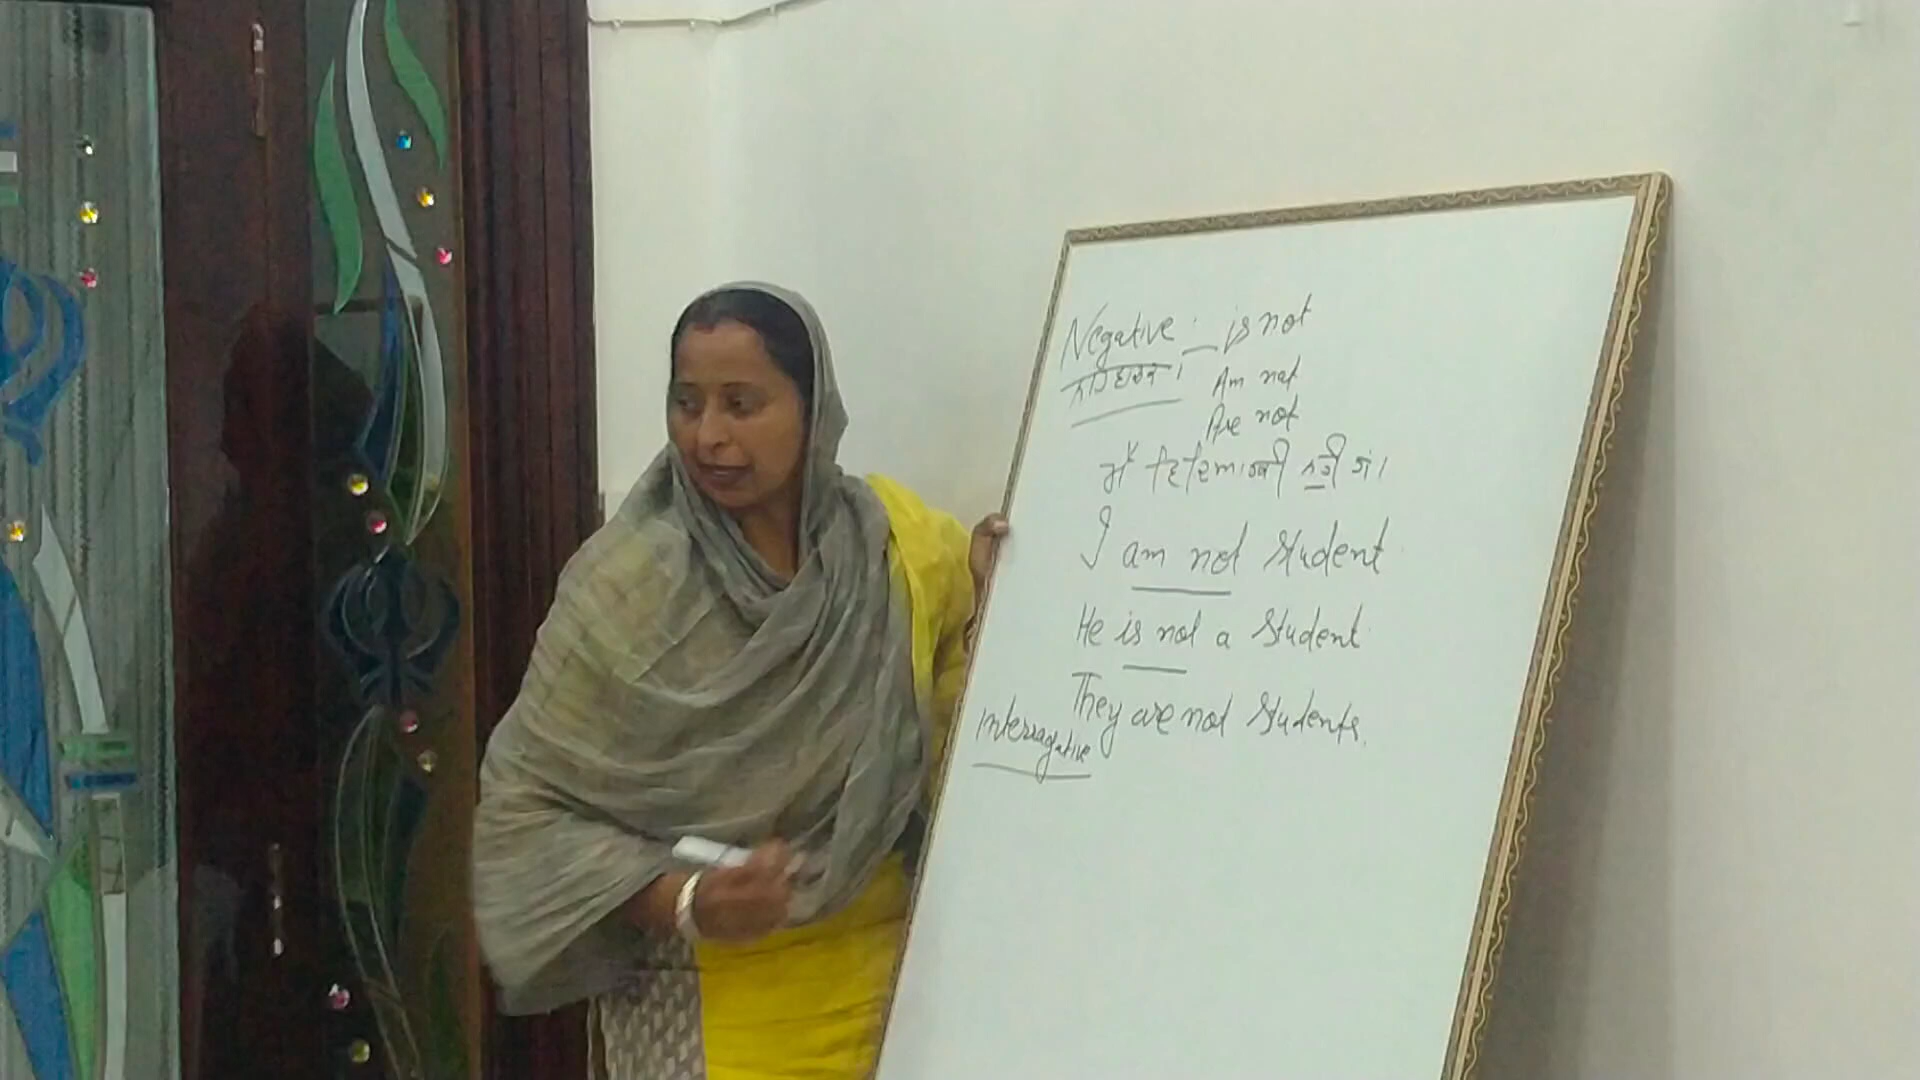 Negative :— is not
ਨਾਂਹਵਾਚਕ । Am not
Are not
ਮੈਂ ਵਿਦਿਆਰਥੀ ਨਹੀਂ ਹਾਂ।
I am not student
He is not a student
They are not students.
Interragative